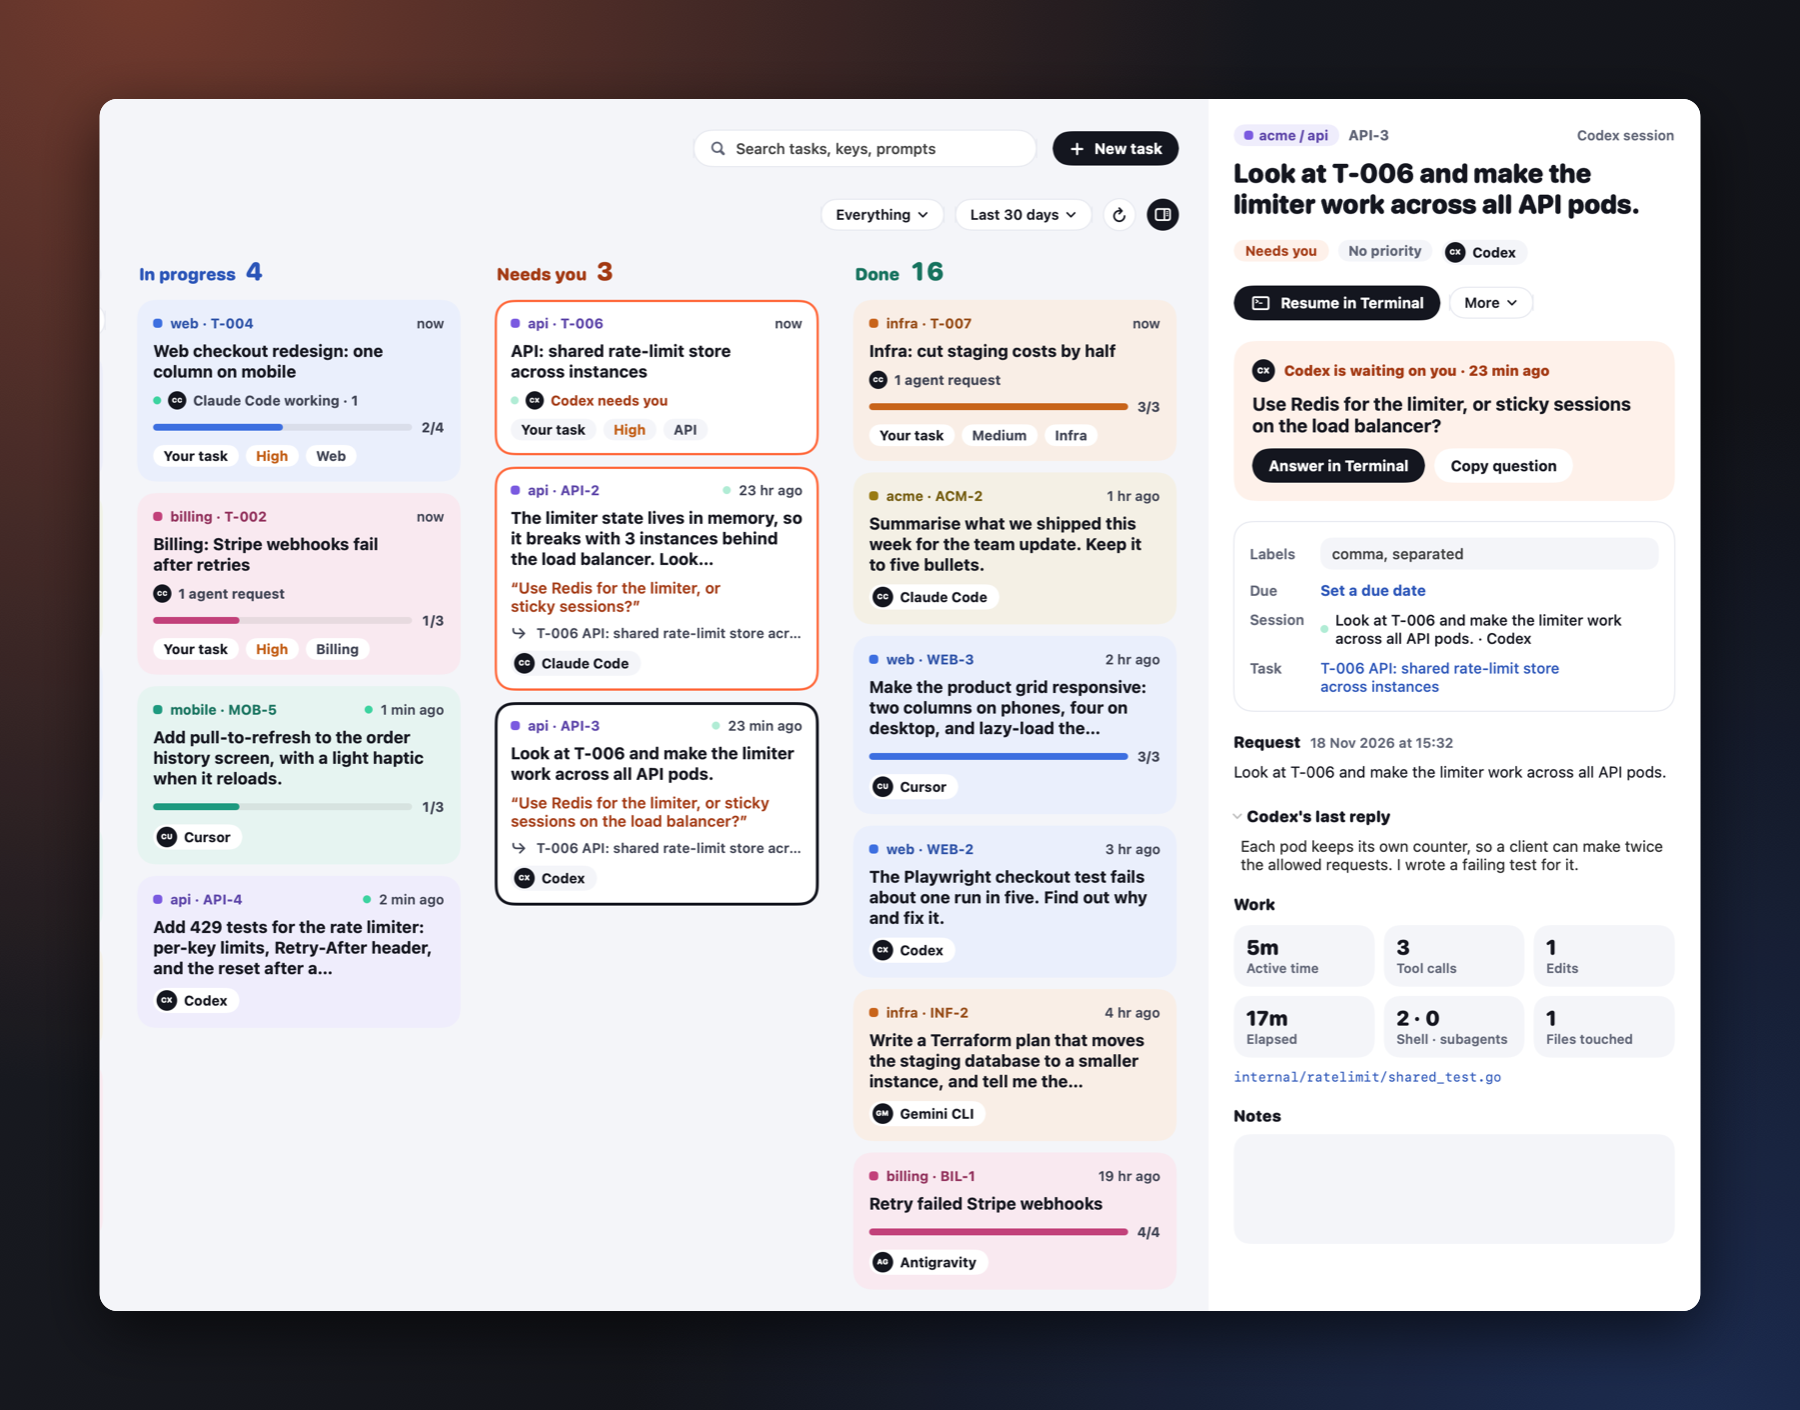 Search tasks, keys, prompts
+ New task
Everything
Last 30 days
In progress 4
web · T-004 now
Web checkout redesign: one
column on mobile
CC Claude Code working · 1
2/4
Your task High Web
billing · T-002 now
Billing: Stripe webhooks fail
after retries
CC 1 agent request
1/3
Your task High Billing
mobile · MOB-5 1 min ago
Add pull-to-refresh to the order
history screen, with a light haptic
when it reloads.
1/3
CU Cursor
api · API-4 2 min ago
Add 429 tests for the rate limiter:
per-key limits, Retry-After header,
and the reset after a...
CX Codex
Needs you 3
api · T-006 now
API: shared rate-limit store
across instances
CX Codex needs you
Your task High API
api · API-2 23 hr ago
The limiter state lives in memory, so
it breaks with 3 instances behind
the load balancer. Look...
“Use Redis for the limiter, or
sticky sessions?”
T-006 API: shared rate-limit store acr...
CC Claude Code
api · API-3 23 min ago
Look at T-006 and make the limiter
work across all API pods.
“Use Redis for the limiter, or sticky
sessions on the load balancer?”
T-006 API: shared rate-limit store acr...
CX Codex
Done 16
infra · T-007 now
Infra: cut staging costs by half
CC 1 agent request
3/3
Your task Medium Infra
acme · ACM-2 1 hr ago
Summarise what we shipped this
week for the team update. Keep it
to five bullets.
CC Claude Code
web · WEB-3 2 hr ago
Make the product grid responsive:
two columns on phones, four on
desktop, and lazy-load the...
3/3
CU Cursor
web · WEB-2 3 hr ago
The Playwright checkout test fails
about one run in five. Find out why
and fix it.
CX Codex
infra · INF-2 4 hr ago
Write a Terraform plan that moves
the staging database to a smaller
instance, and tell me the...
GM Gemini CLI
billing · BIL-1 19 hr ago
Retry failed Stripe webhooks
4/4
AG Antigravity
acme / api API-3 Codex session
Look at T-006 and make the
limiter work across all API pods.
Needs you No priority CX Codex
Resume in Terminal More
CX Codex is waiting on you · 23 min ago
Use Redis for the limiter, or sticky sessions
on the load balancer?
Answer in Terminal Copy question
Labels comma, separated
Due Set a due date
Session Look at T-006 and make the limiter work
across all API pods. · Codex
Task T-006 API: shared rate-limit store
across instances
Request 18 Nov 2026 at 15:32
Look at T-006 and make the limiter work across all API pods.
Codex's last reply
Each pod keeps its own counter, so a client can make twice
the allowed requests. I wrote a failing test for it.
Work
5m 3 1
Active time Tool calls Edits
17m 2 · 0 1
Elapsed Shell · subagents Files touched
internal/ratelimit/shared_test.go
Notes